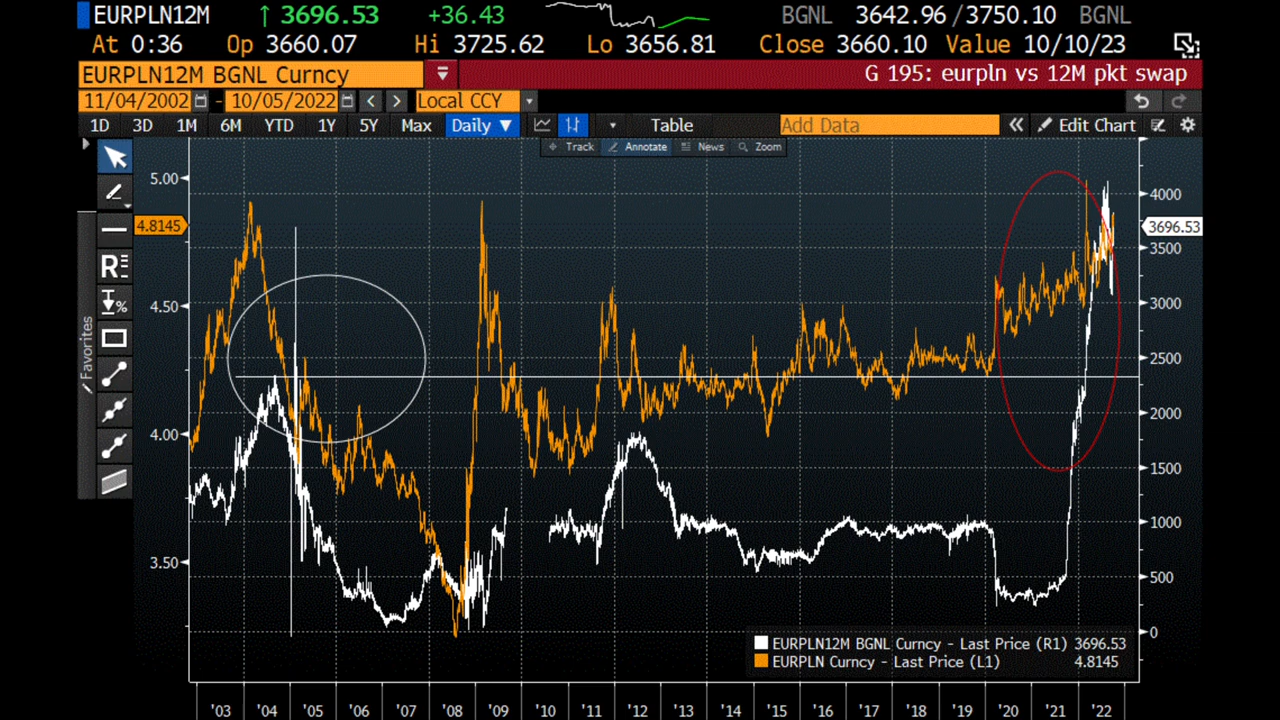 EURPLN12M ↑ 3696.53 +36.43 BGNL 3642.96/3750.10 BGNL
At 0:36 Op 3660.07 Hi 3725.62 Lo 3656.81 Close 3660.10 Value 10/10/23
EURPLN12M BGNL Curncy G 195: eurpln vs 12M pkt swap
11/04/2002 - 10/05/2022 < > Local CCY
1D 3D 1M 6M YTD 1Y 5Y Max Daily ▼ Table Add Data « Edit Chart
Track Annotate News Zoom
Favorites
R
%
5.00
4.8145
4.50
4.00
3.50
4000
3696.53
3500
3000
2500
2000
1500
1000
500
0
EURPLN12M BGNL Curncy - Last Price (R1) 3696.53
EURPLN Curncy - Last Price (L1) 4.8145
'03 '04 '05 '06 '07 '08 '09 '10 '11 '12 '13 '14 '15 '16 '17 '18 '19 '20 '21 '22